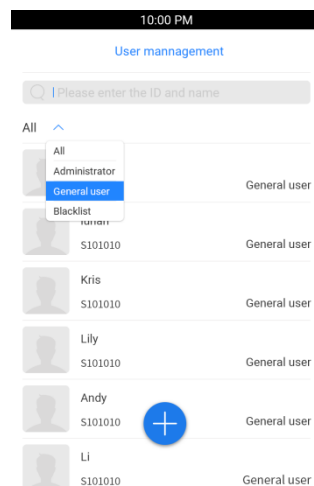 10:00 PM
User mannagement
Please enter the ID and name
All
All
Administrator
General user
Blacklist
General user
S101010
General user
Kris
S101010
General user
Lily
S101010
General user
Andy
S101010
General user
Li
S101010
General user